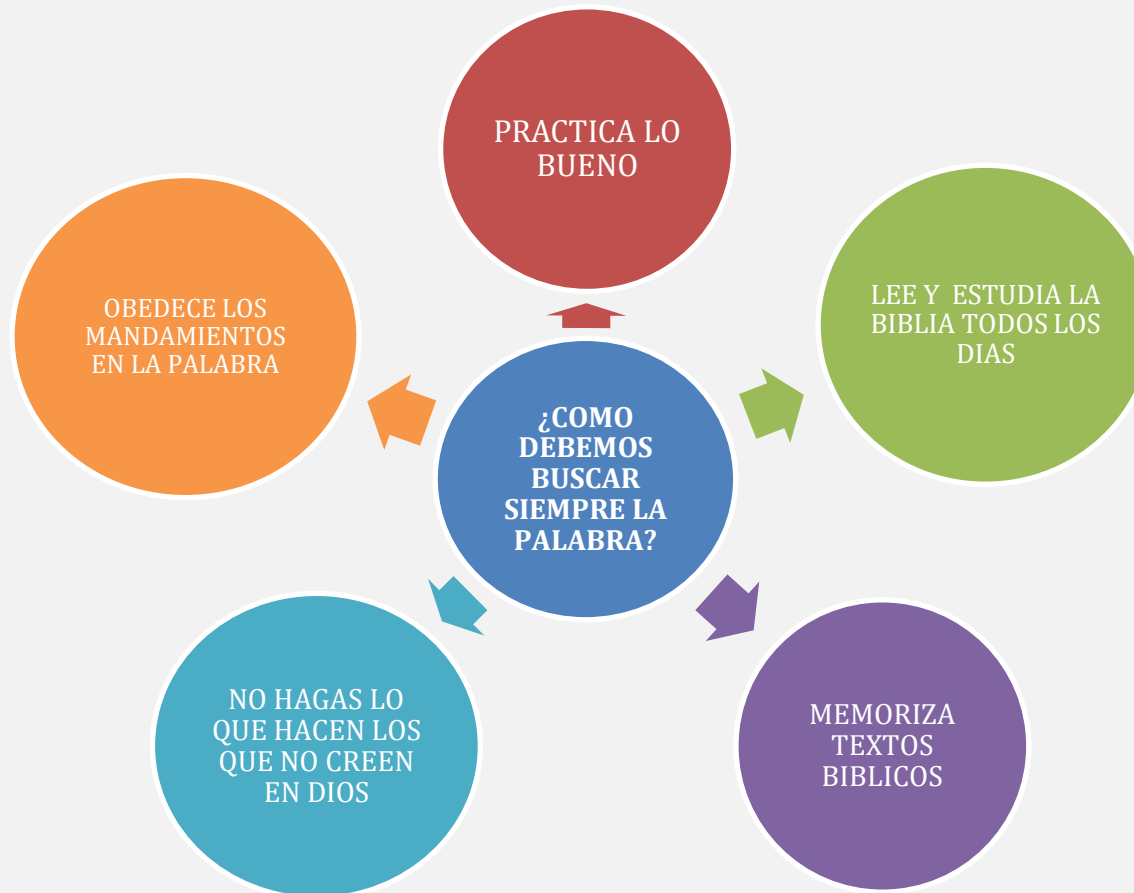 PRACTICA LO
BUENO
LEE Y ESTUDIA LA
BIBLIA TODOS LOS
DIAS
MEMORIZA
TEXTOS
BIBLICOS
NO HAGAS LO
QUE HACEN LOS
QUE NO CREEN
EN DIOS
OBEDECE LOS
MANDAMIENTOS
EN LA PALABRA
¿COMO
DEBEMOS
BUSCAR
SIEMPRE LA
PALABRA?